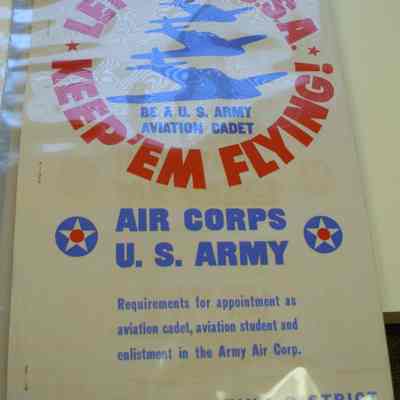 U.S.A.
KEEP 'EM FLYING!
BE A U. S. ARMY
AVIATION CADET
AIR CORPS
U. S. ARMY
Requirements for appointment as
aviation cadet, aviation student and
enlistment in the Army Air Corp.
DISTRICT